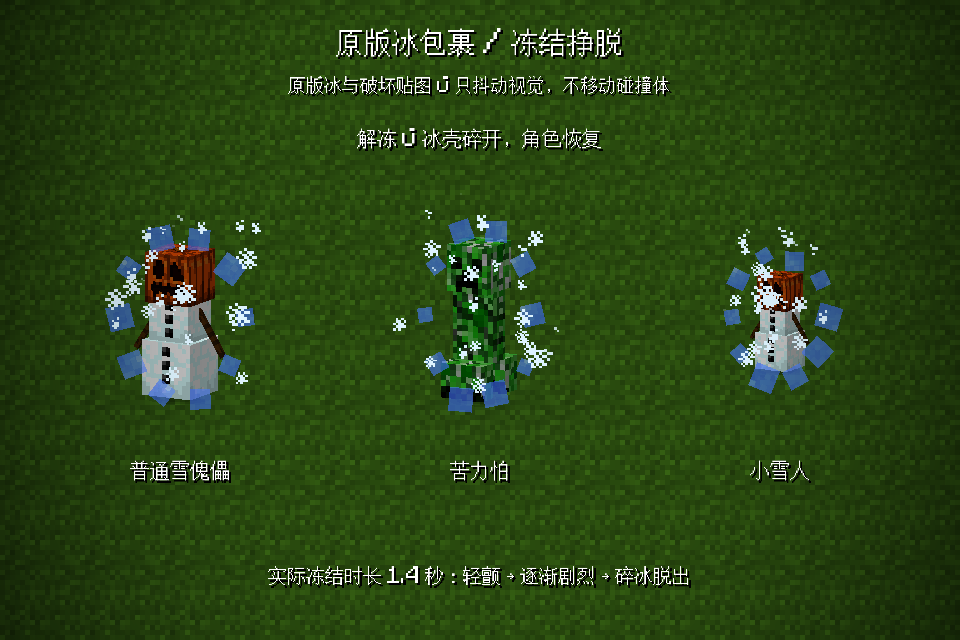 原版冰包裹 / 冻结挣脱
原版冰与破坏贴图 Ü 只抖动视觉，不移动碰撞体
解冻 Ü 冰壳碎开，角色恢复
普通雪傀儡
苦力怕
小雪人
实际冻结时长 1.4 秒：轻颤 → 逐渐剧烈 → 碎冰脱出